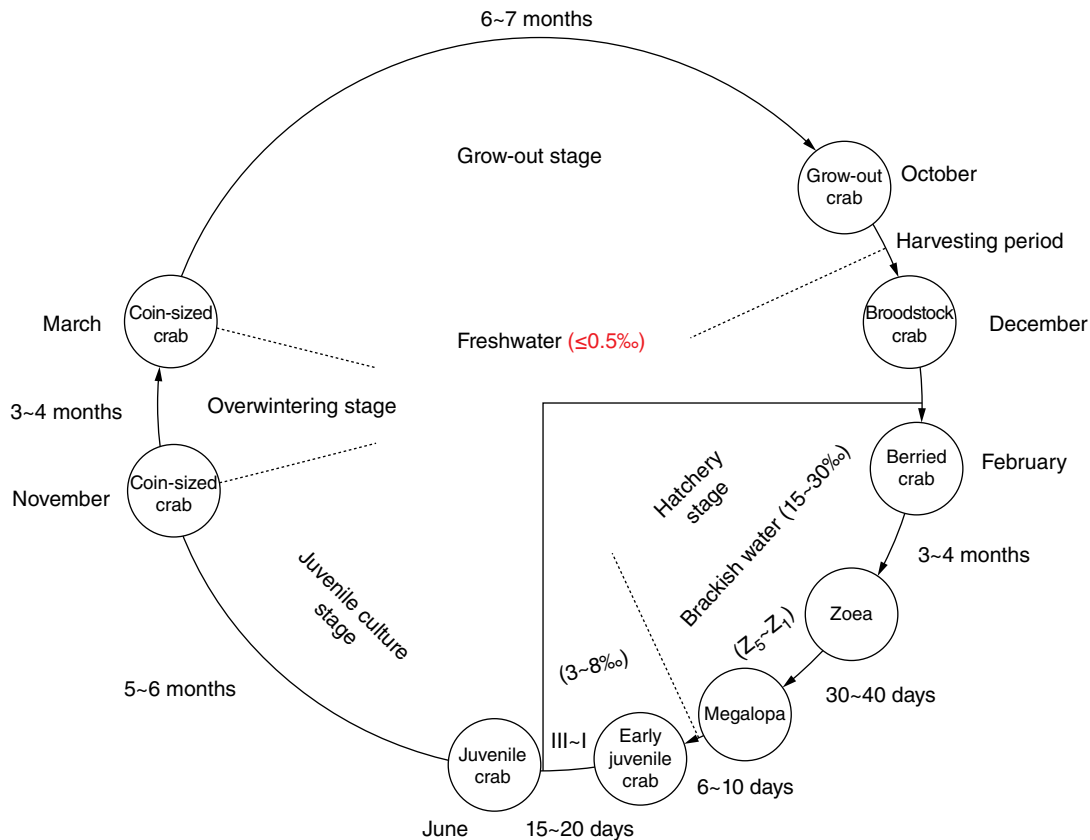 6~7 months
Grow-out stage
Grow-out
crab
October
Harvesting period
Broodstock
crab
December
March
Coin-sized
crab
Freshwater (≤0.5‰)
3~4 months
Overwintering stage
November
Coin-sized
crab
Berried
crab
February
Hatchery
stage
Brackish water (15~30‰)
3~4 months
Zoea
(Z₅~Z₁)
30~40 days
Megalopa
6~10 days
(3~8‰)
Early
juvenile
crab
III~I
15~20 days
Juvenile
crab
June
Juvenile culture
stage
5~6 months